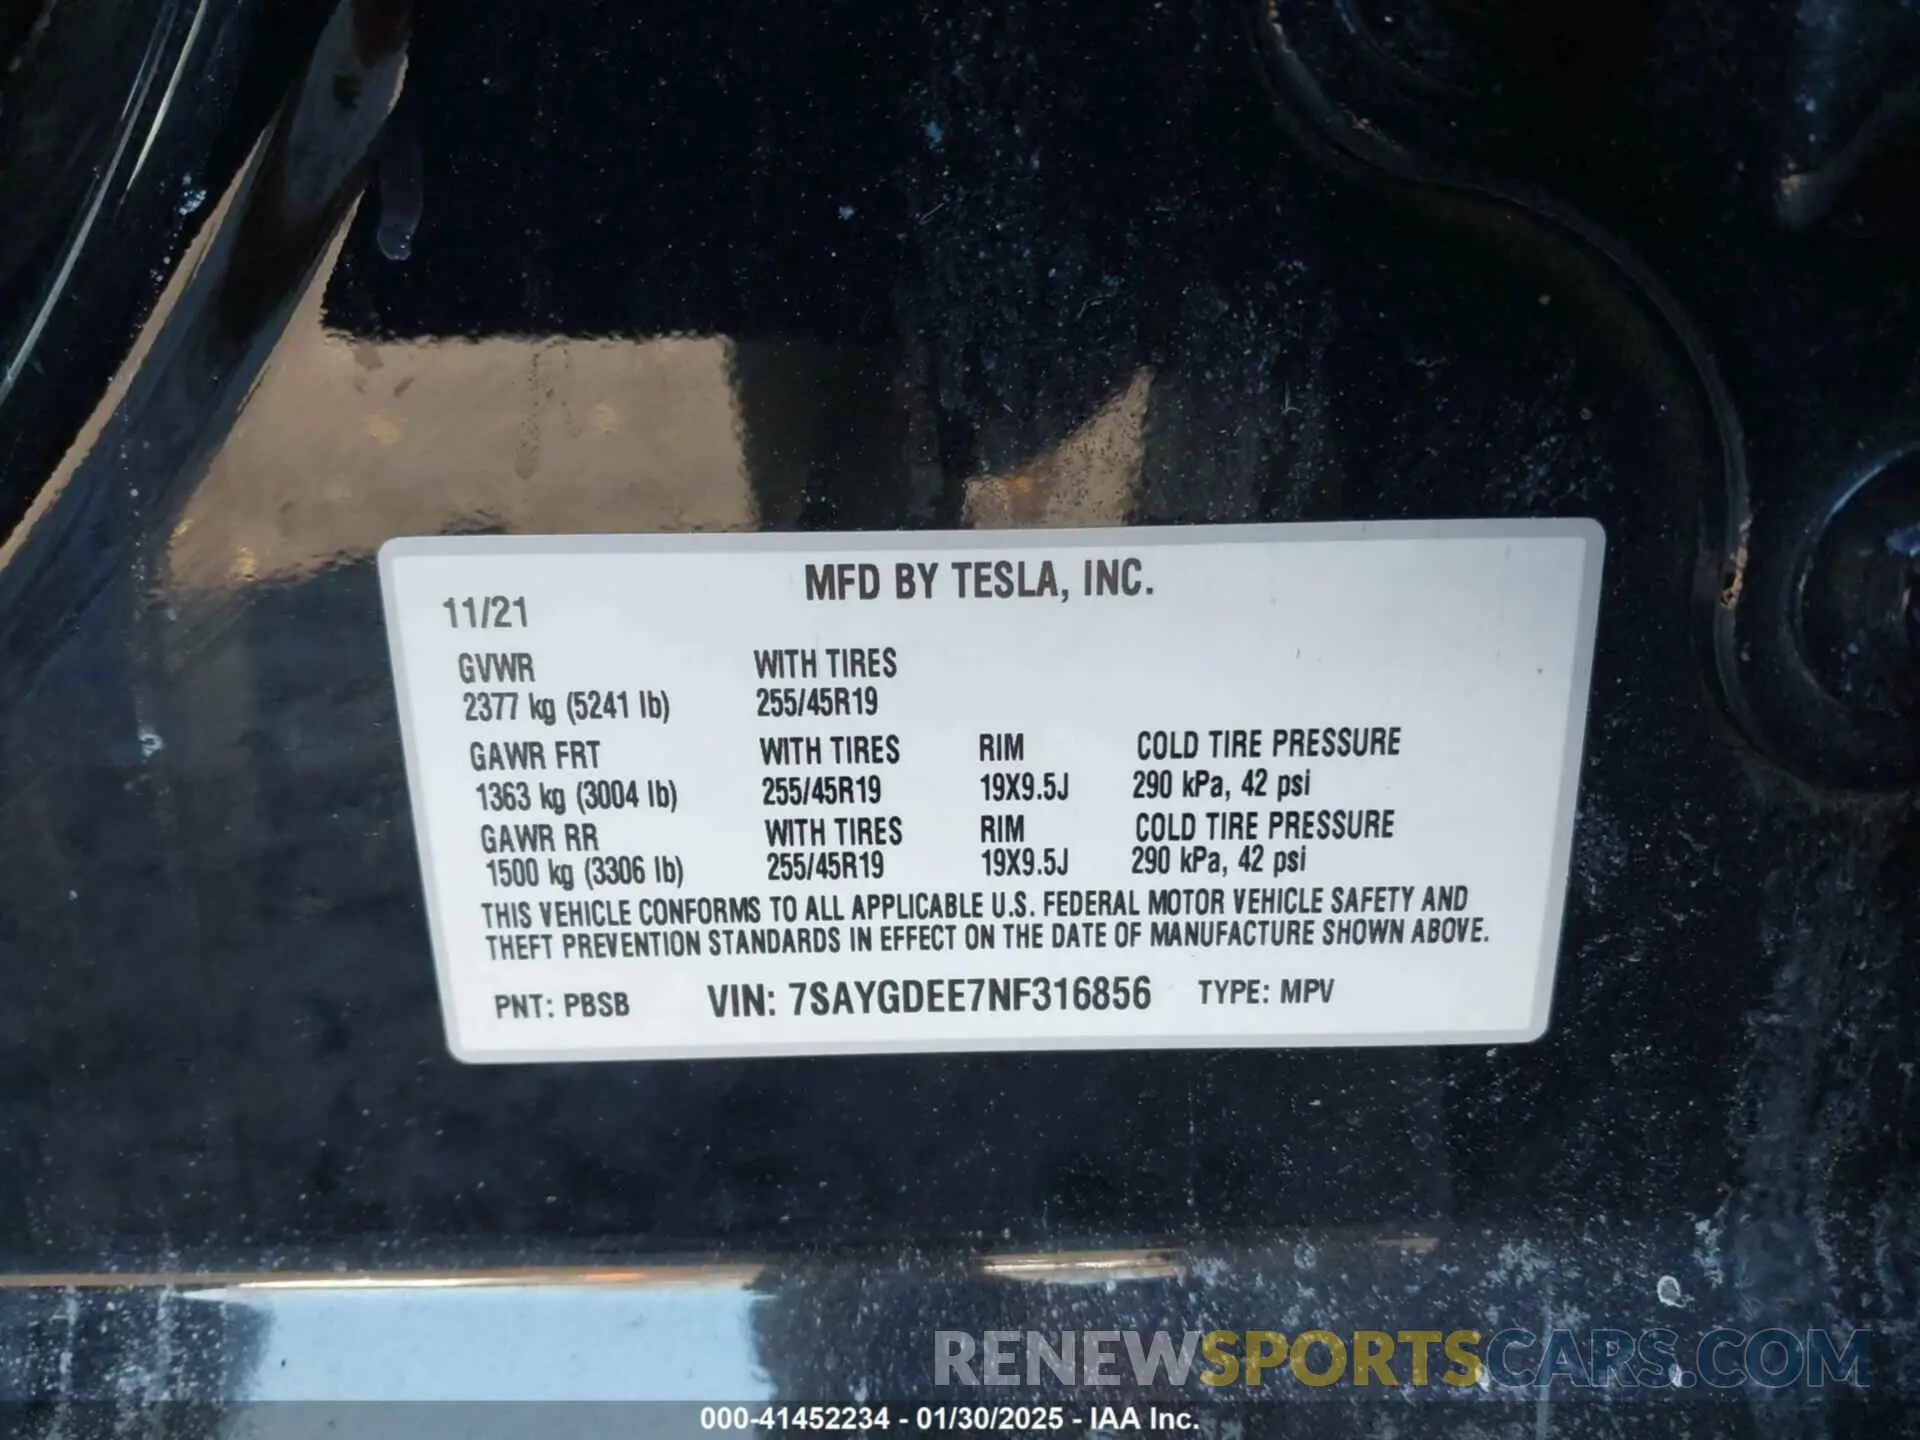 MFD BY TESLA, INC.
11/21
GVWR WITH TIRES
2377 kg (5241 lb) 255/45R19
GAWR FRT WITH TIRES RIM COLD TIRE PRESSURE
1363 kg (3004 lb) 255/45R19 19X9.5J 290 kPa, 42 psi
GAWR RR WITH TIRES RIM COLD TIRE PRESSURE
1500 kg (3306 lb) 255/45R19 19X9.5J 290 kPa, 42 psi
THIS VEHICLE CONFORMS TO ALL APPLICABLE U.S. FEDERAL MOTOR VEHICLE SAFETY AND
THEFT PREVENTION STANDARDS IN EFFECT ON THE DATE OF MANUFACTURE SHOWN ABOVE.
PNT: PBSB VIN: 7SAYGDEE7NF316856 TYPE: MPV
RENEWSPORTSCARS.COM
000-41452234 - 01/30/2025 - IAA Inc.